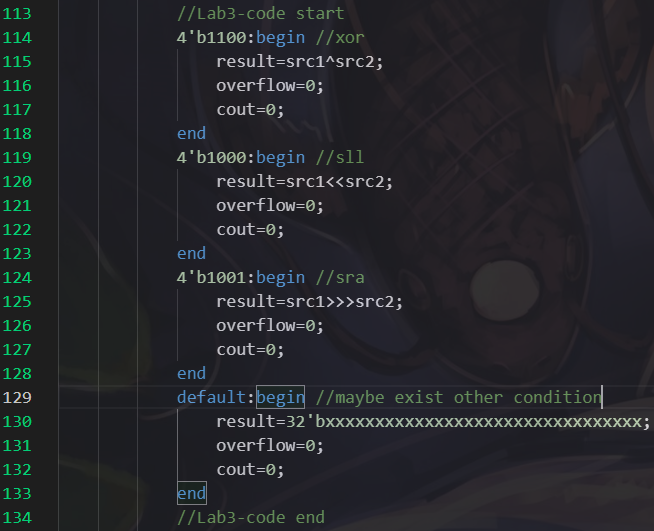 113 //Lab3-code start
114 4'b1100:begin //xor
115 result=src1^src2;
116 overflow=0;
117 cout=0;
118 end
119 4'b1000:begin //sll
120 result=src1<<src2;
121 overflow=0;
122 cout=0;
123 end
124 4'b1001:begin //sra
125 result=src1>>>src2;
126 overflow=0;
127 cout=0;
128 end
129 default:begin //maybe exist other condition
130 result=32'bxxxxxxxxxxxxxxxxxxxxxxxxxxxxxxxx;
131 overflow=0;
132 cout=0;
133 end
134 //Lab3-code end